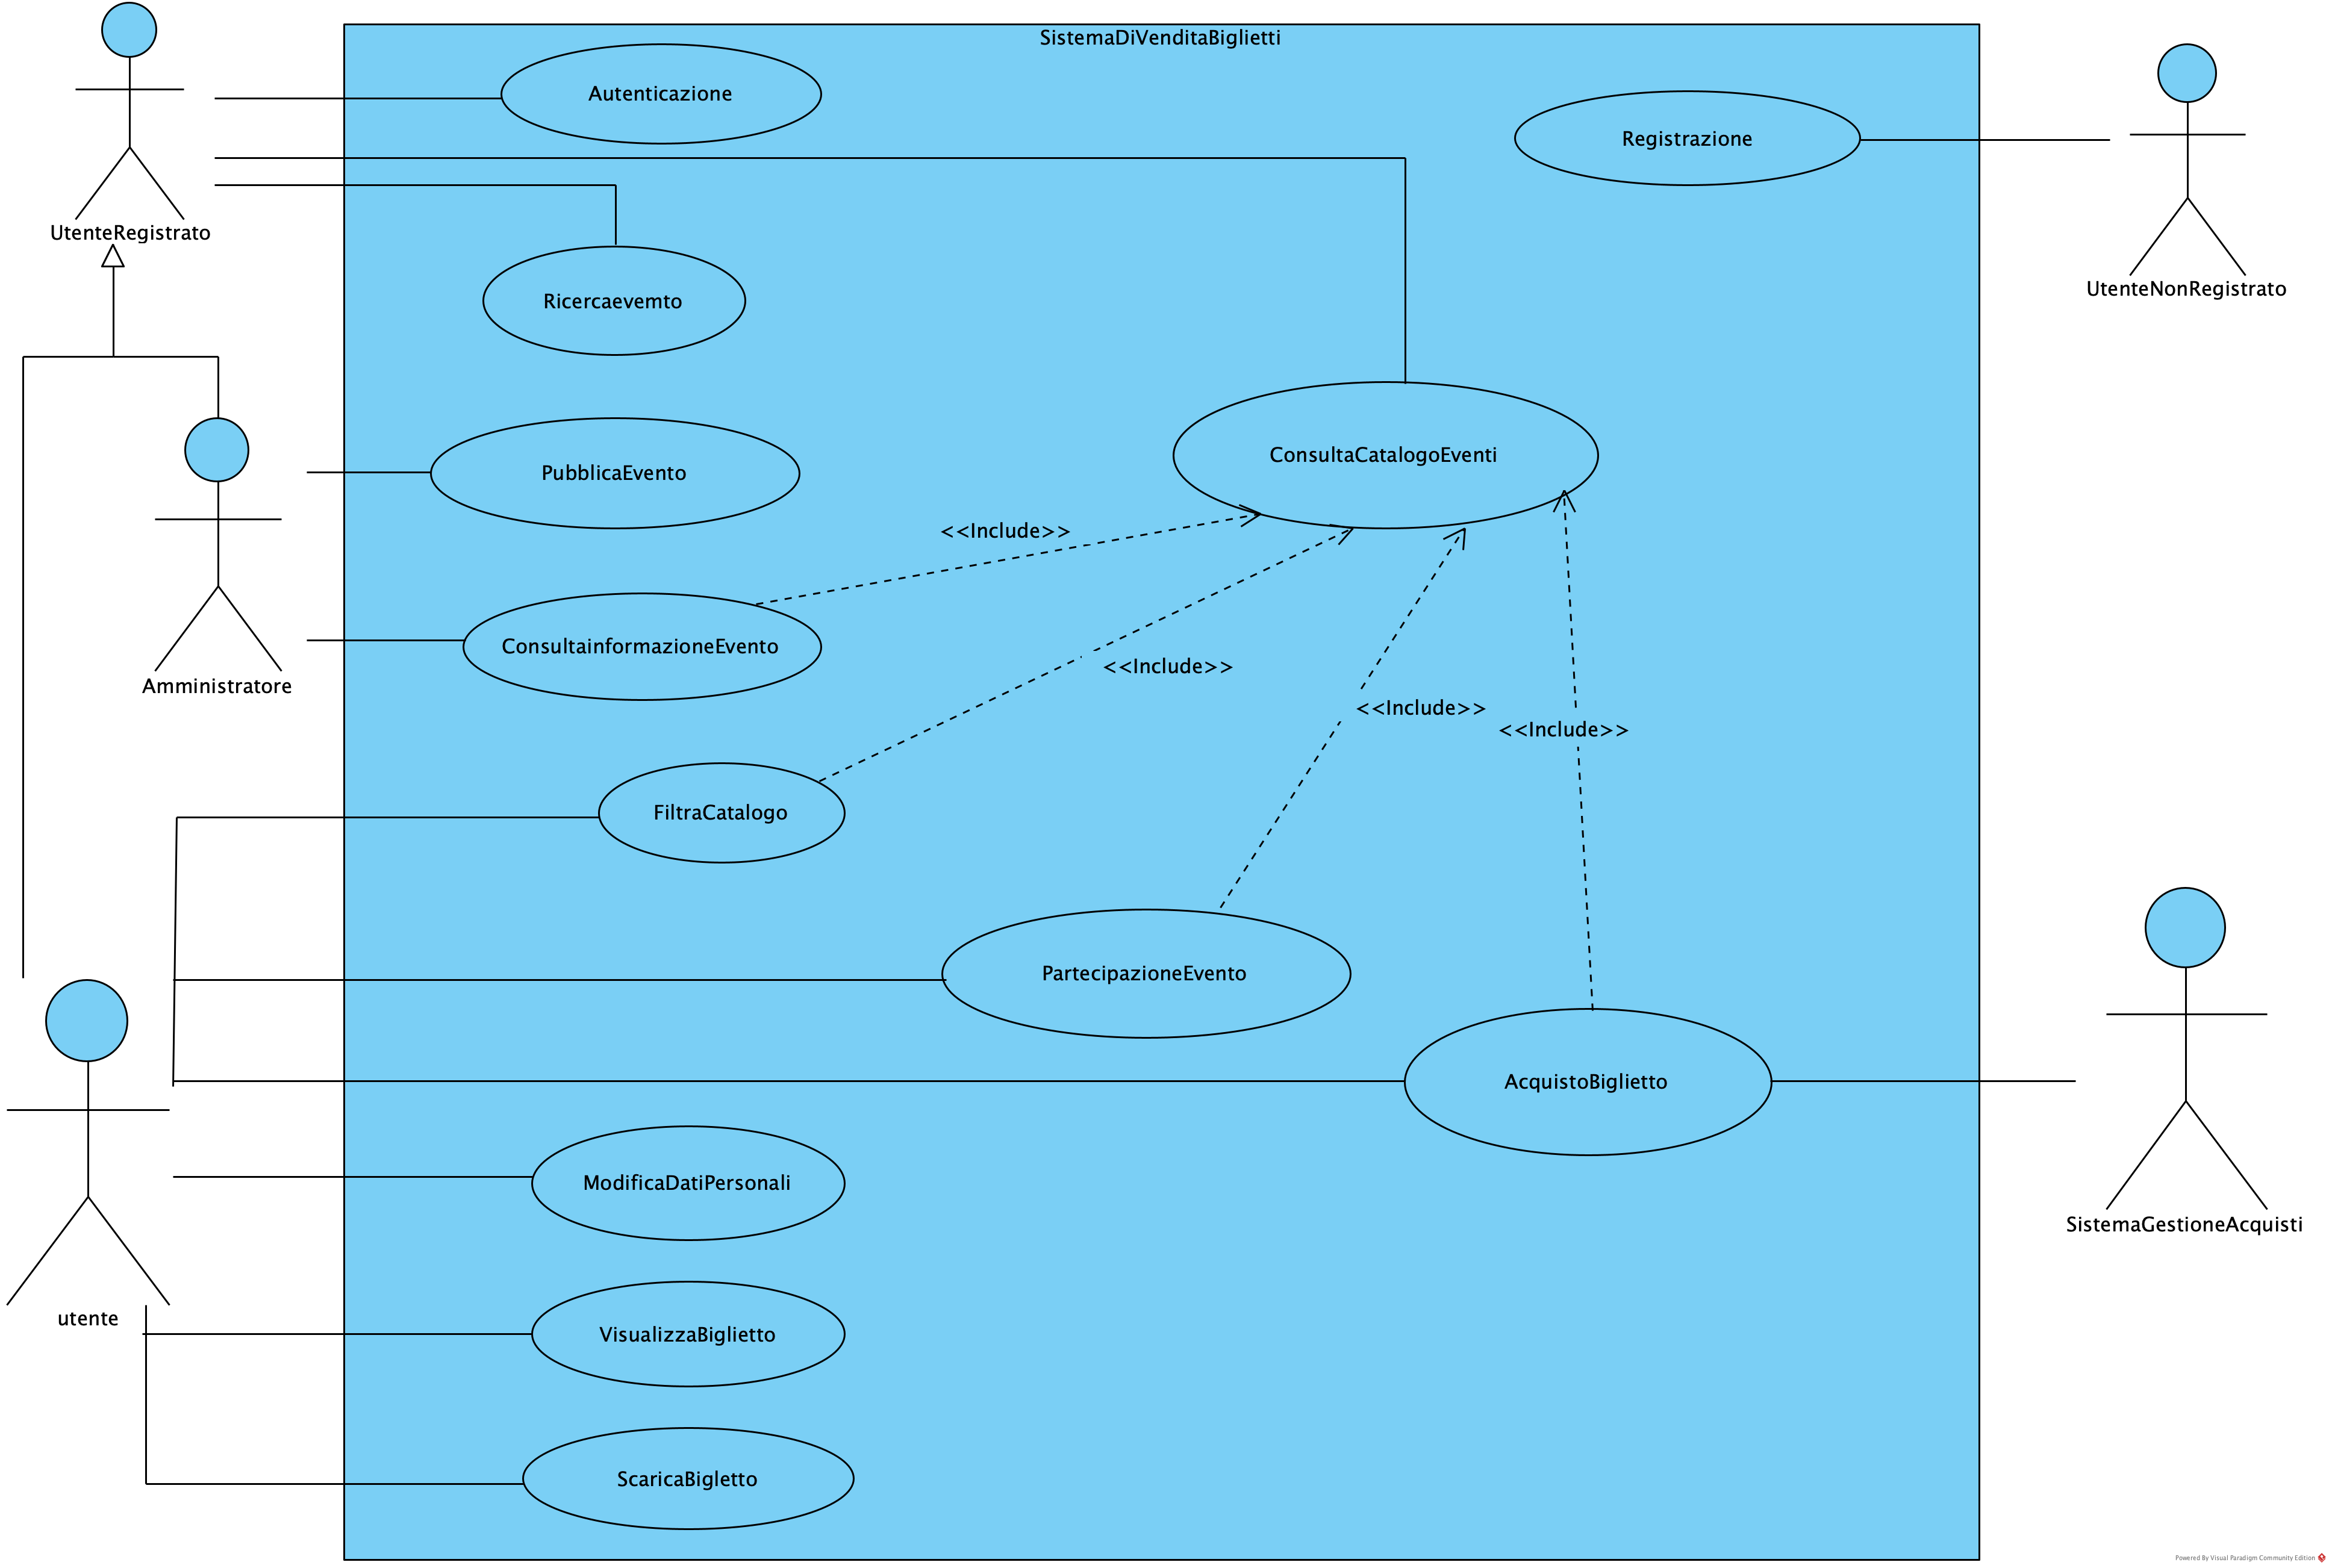 SistemaDiVenditaBiglietti
Autenticazione
Registrazione
UtenteRegistrato
UtenteNonRegistrato
Ricercaevemto
ConsultaCatalogoEventi
PubblicaEvento
<<Include>>
ConsultainformazioneEvento
<<Include>>
Amministratore
<<Include>>
<<Include>>
FiltraCatalogo
PartecipazioneEvento
AcquistoBiglietto
ModificaDatiPersonali
SistemaGestioneAcquisti
utente
VisualizzaBiglietto
ScaricaBigletto
Powered By Visual Paradigm Community Edition